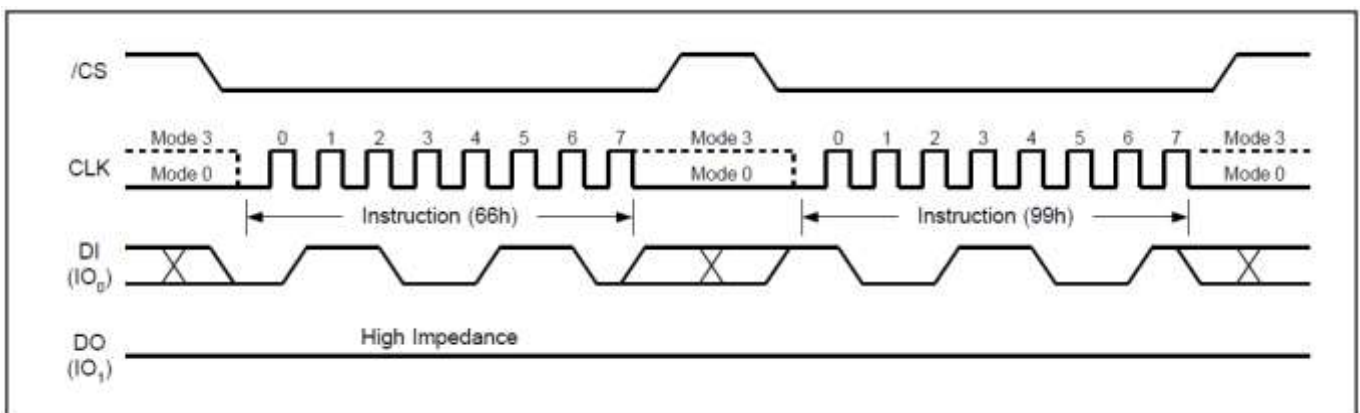 /CS
Mode 3 0 1 2 3 4 5 6 7 Mode 3 0 1 2 3 4 5 6 7 Mode 3
CLK
Mode 0 Mode 0 Mode 0
Instruction (66h) Instruction (99h)
DI
(IO₀)
High Impedance
DO
(IO₁)